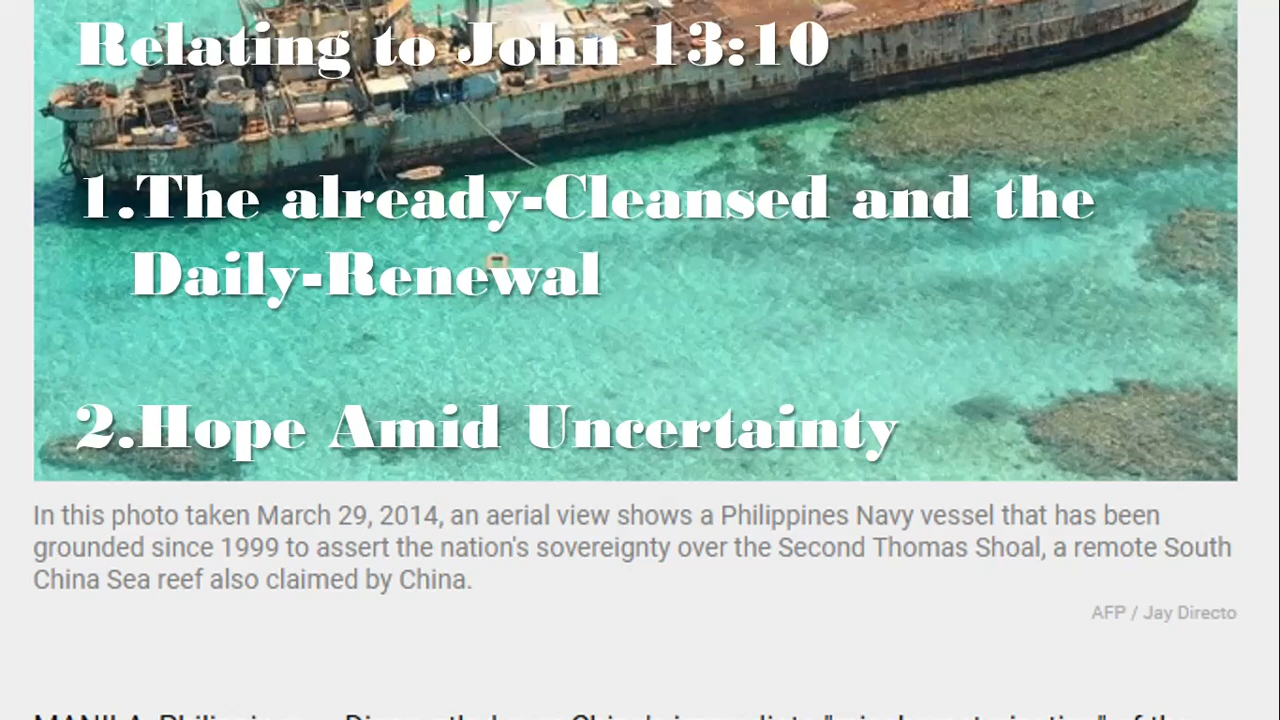 Relating to John 13:10
57
1.The already-Cleansed and the
Daily-Renewal
2.Hope Amid Uncertainty
In this photo taken March 29, 2014, an aerial view shows a Philippines Navy vessel that has been
grounded since 1999 to assert the nation's sovereignty over the Second Thomas Shoal, a remote South
China Sea reef also claimed by China.
AFP / Jay Directo